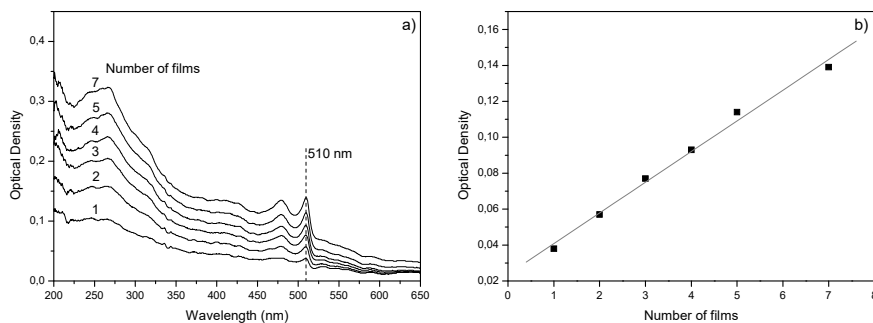 a)
0,4
0,3
0,2
0,1
0,0
Optical Density
Number of films
7
5
4
3
2
1
510 nm
200 250 300 350 400 450 500 550 600 650
Wavelength (nm)
b)
0,16
0,14
0,12
0,10
0,08
0,06
0,04
0,02
Optical Density
0 1 2 3 4 5 6 7 8
Number of films